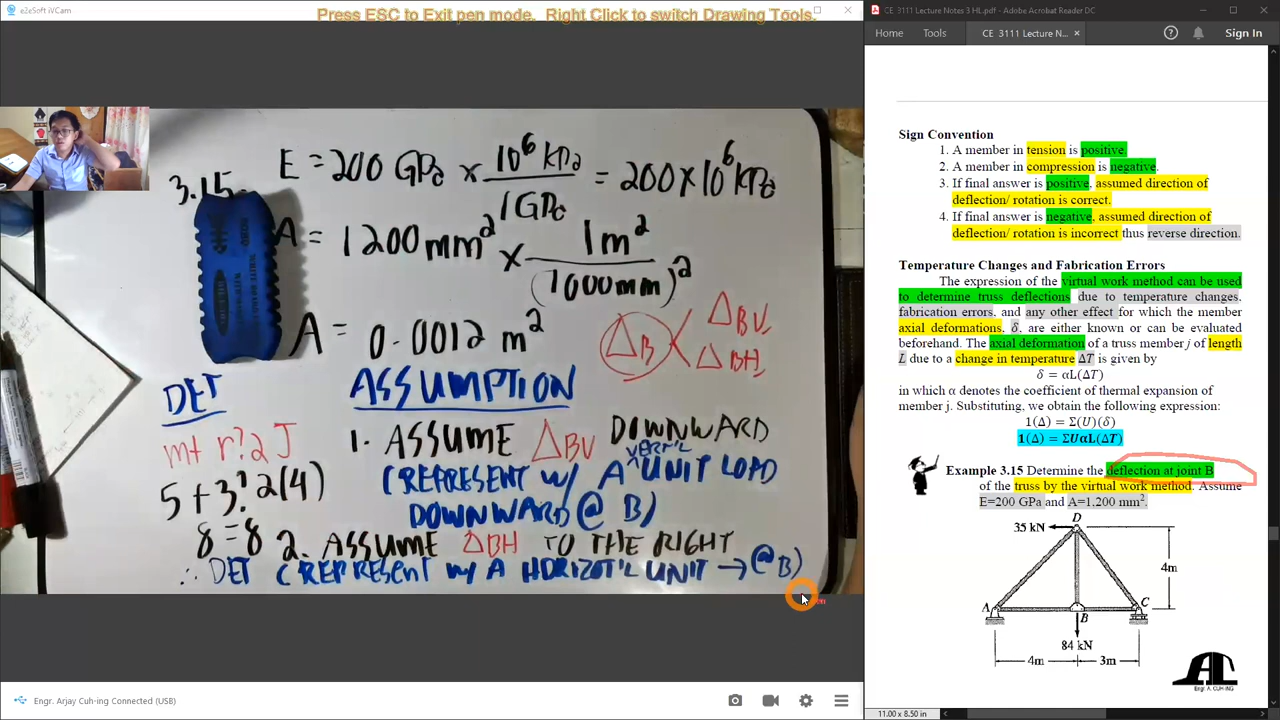 e2eSoft iVCam
Press ESC to Exit pen mode. Right Click to switch Drawing Tools.
CE 3111 Lecture Notes 3 HL.pdf - Adobe Acrobat Reader DC
Home
Tools
CE 3111 Lecture N...
Sign In
3.15.
E = 200 GPa x 10^6 kPa / 1 GPa = 200 x 10^6 kPa
A = 1200 mm² x 1 m² / (1000 mm)²
A = 0.0012 m²
ΔB < ΔBV
ΔBH
DET
m + r ? 2 J
5 + 3 ? 2(4)
8 = 8
∴ DET
ASSUMPTION
1. ASSUME ΔBV DOWNWARD
(REPRESENT W/ A VERT'L UNIT LOAD
DOWNWARD @ B)
2. ASSUME ΔBH TO THE RIGHT
(REPRESENT W/ A HORIZOT'L UNIT → @ B)
Engr. Arjay Cuh-ing Connected (USB)
Sign Convention
1. A member in tension is positive.
2. A member in compression is negative.
3. If final answer is positive, assumed direction of
deflection/ rotation is correct.
4. If final answer is negative, assumed direction of
deflection/ rotation is incorrect thus reverse direction.
Temperature Changes and Fabrication Errors
The expression of the virtual work method can be used
to determine truss deflections due to temperature changes,
fabrication errors, and any other effect for which the member
axial deformations, δ, are either known or can be evaluated
beforehand. The axial deformation of a truss member j of length
L due to a change in temperature ΔT is given by
δ = αL(ΔT)
in which α denotes the coefficient of thermal expansion of
member j. Substituting, we obtain the following expression:
1(Δ) = Σ(U)(δ)
1(Δ) = ΣUαL(ΔT)
Example 3.15 Determine the deflection at joint B
of the truss by the virtual work method. Assume
E=200 GPa and A=1,200 mm².
35 kN
D
4m
A
B
C
84 kN
4m
3m
Engr. A. CUH-ING
11.00 x 8.50 in